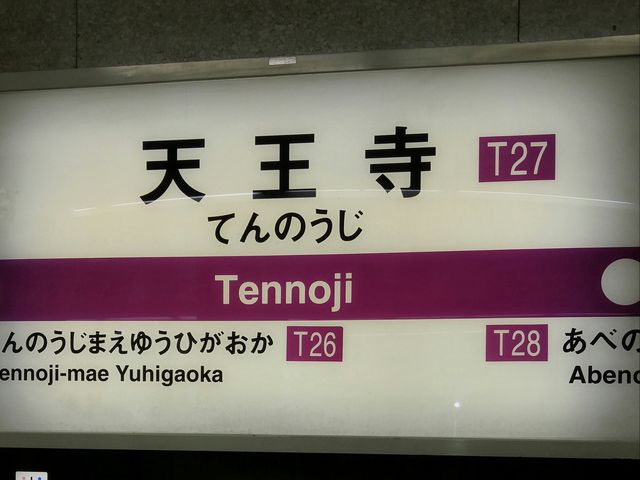 天王寺 T27
てんのうじ
Tennoji
んのうじまえゆうひがおか T26 T28 あべの
ennoji-mae Yuhigaoka Abeno